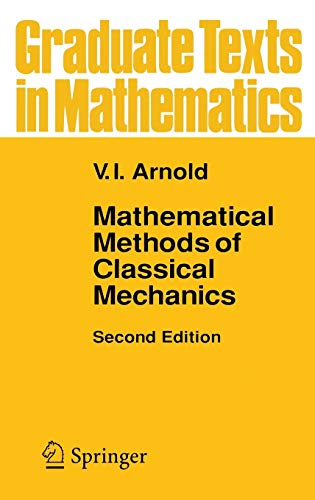 Graduate Texts
in Mathematics
V.I. Arnold
Mathematical
Methods of
Classical
Mechanics
Second Edition
Springer